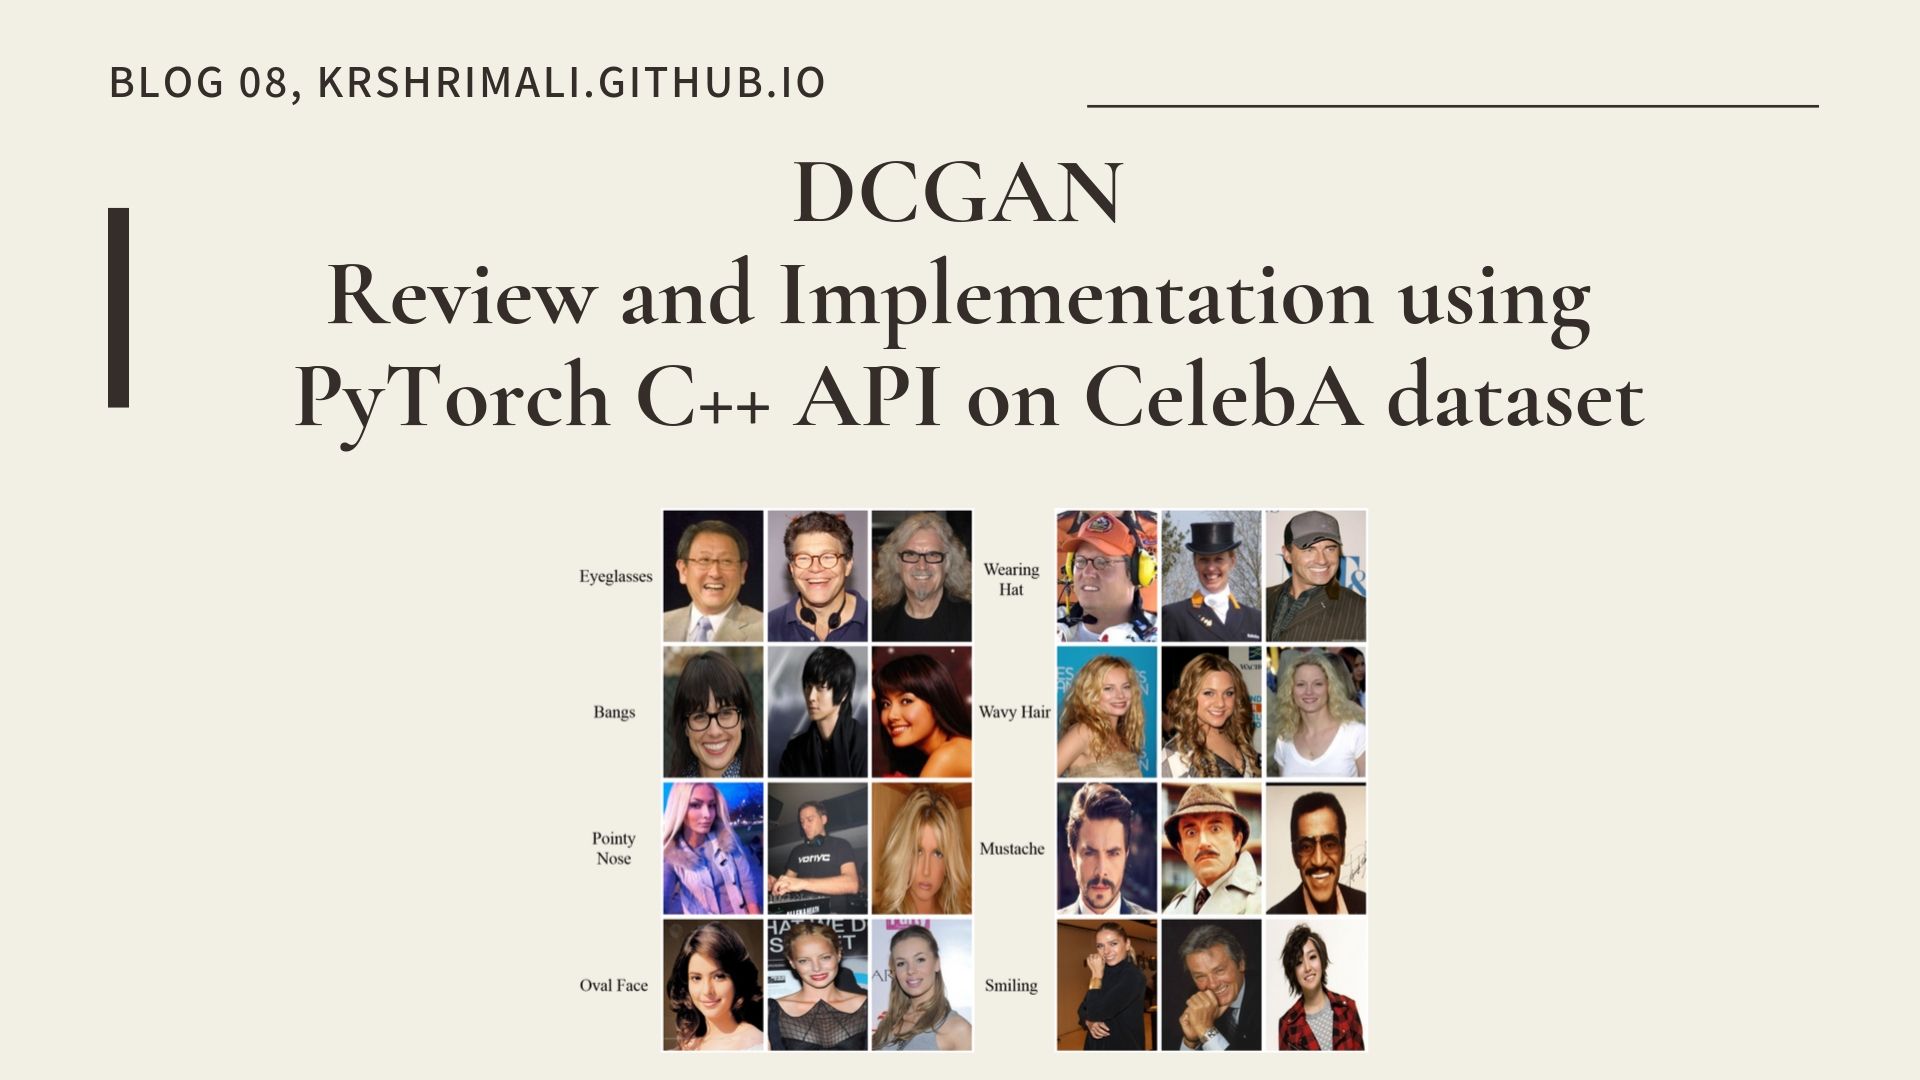 BLOG 08, KRSHRIMALI.GITHUB.IO
DCGAN
Review and Implementation using
PyTorch C++ API on CelebA dataset
Eyeglasses
Wearing
Hat
Bangs
Wavy Hair
Pointy
Nose
VONYC
Mustache
Oval Face
Smiling